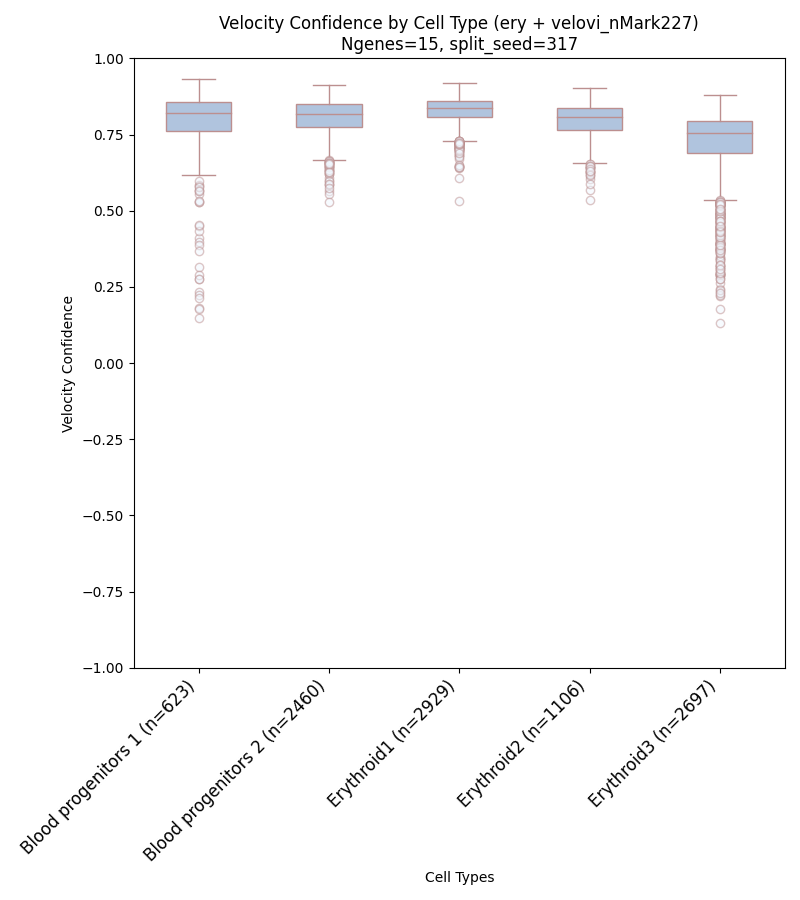 Velocity Confidence by Cell Type (ery + velovi_nMark227)
Ngenes=15, split_seed=317
1.00
0.75
0.50
0.25
0.00
−0.25
−0.50
−0.75
−1.00
Velocity Confidence
Blood progenitors 1 (n=623)
Blood progenitors 2 (n=2460)
Erythroid1 (n=2929)
Erythroid2 (n=1106)
Erythroid3 (n=2697)
Cell Types